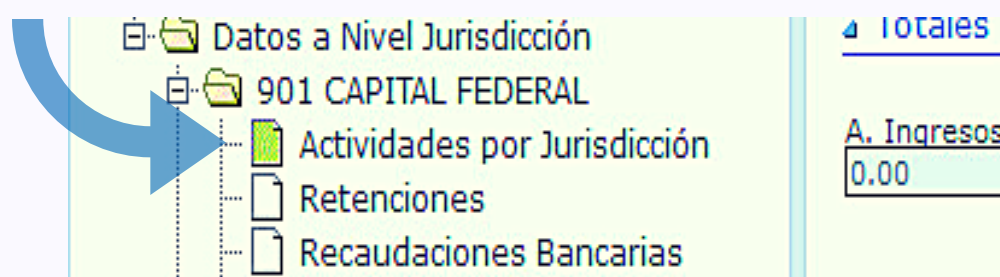 Datos a Nivel Jurisdicción
901 CAPITAL FEDERAL
Actividades por Jurisdicción
Retenciones
Recaudaciones Bancarias
Totales
A. Ingresos
0.00